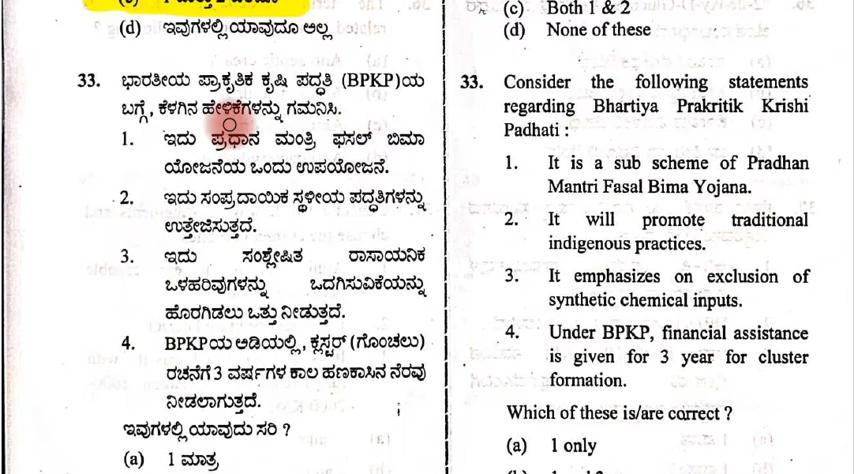 (d) ಇವುಗಳಲ್ಲಿ ಯಾವುದೂ ಅಲ್ಲ
33. ಭಾರತೀಯ ಪ್ರಾಕೃತಿಕ ಕೃಷಿ ಪದ್ಧತಿ (BPKP)ಯ
ಬಗ್ಗೆ, ಕೆಳಗಿನ ಹೇಳಿಕೆಗಳನ್ನು ಗಮನಿಸಿ.
1. ಇದು ಪ್ರಧಾನ ಮಂತ್ರಿ ಫಸಲ್ ಬಿಮಾ
ಯೋಜನೆಯ ಒಂದು ಉಪಯೋಜನೆ.
2. ಇದು ಸಂಪ್ರದಾಯಿಕ ಸ್ಥಳೀಯ ಪದ್ಧತಿಗಳನ್ನು
ಉತ್ತೇಜಿಸುತ್ತದೆ.
3. ಇದು ಸಂಶ್ಲೇಷಿತ ರಾಸಾಯನಿಕ
ಒಳಹರಿವುಗಳನ್ನು ಒದಗಿಸುವಿಕೆಯನ್ನು
ಹೊರಗಿಡಲು ಒತ್ತು ನೀಡುತ್ತದೆ.
4. BPKPಯ ಅಡಿಯಲ್ಲಿ, ಕ್ಲಸ್ಟರ್ (ಗೊಂಚಲು)
ರಚನೆಗೆ 3 ವರ್ಷಗಳ ಕಾಲ ಹಣಕಾಸಿನ ನೆರವು
ನೀಡಲಾಗುತ್ತದೆ.
ಇವುಗಳಲ್ಲಿ ಯಾವುದು ಸರಿ ?
(a) 1 ಮಾತ್ರ
(c) Both 1 & 2
(d) None of these
33. Consider the following statements
regarding Bhartiya Prakritik Krishi
Padhati :
1. It is a sub scheme of Pradhan
Mantri Fasal Bima Yojana.
2. It will promote traditional
indigenous practices.
3. It emphasizes on exclusion of
synthetic chemical inputs.
4. Under BPKP, financial assistance
is given for 3 year for cluster
formation.
Which of these is/are correct ?
(a) 1 only